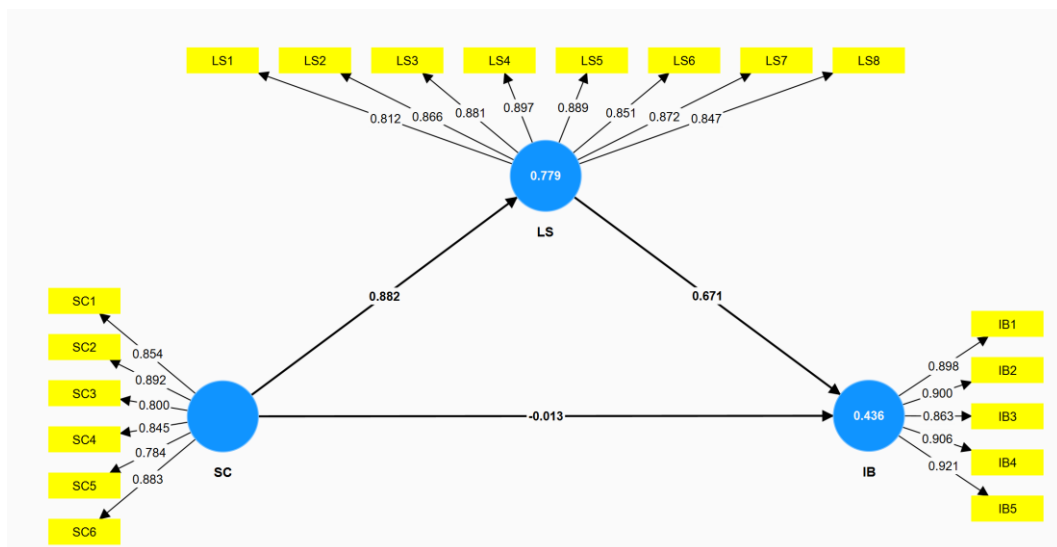 LS1 LS2 LS3 LS4 LS5 LS6 LS7 LS8
0.812 0.866 0.881 0.897 0.889 0.851 0.872 0.847
0.779
LS
0.882
0.671
SC1
SC2
SC3
SC4
SC5
SC6
0.854
0.892
0.800
0.845
0.784
0.883
SC
-0.013
0.436
IB
0.898
0.900
0.863
0.906
0.921
IB1
IB2
IB3
IB4
IB5